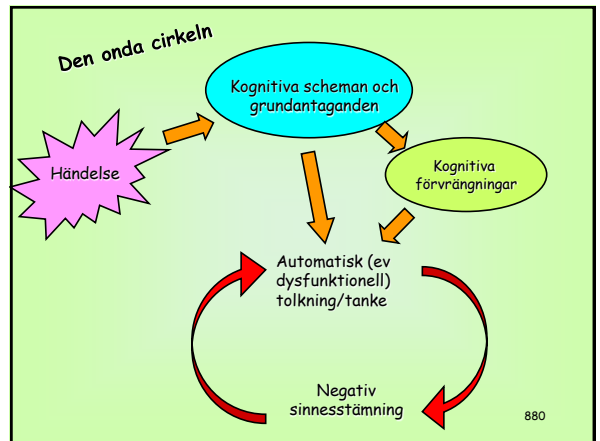 Den onda cirkeln
Kognitiva scheman och
grundantaganden
Händelse
Kognitiva
förvrängningar
Automatisk (ev
dysfunktionell)
tolkning/tanke
Negativ
sinnesstämning
880